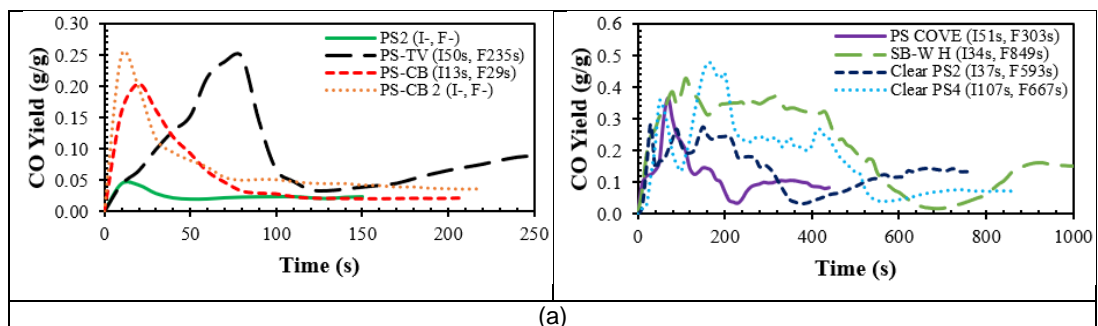 0.30
0.25
0.20
0.15
0.10
0.05
0.00
CO Yield (g/g)
PS2 (I-, F-)
PS-TV (I50s, F235s)
PS-CB (I13s, F29s)
PS-CB 2 (I-, F-)
0 50 100 150 200 250
Time (s)
0.6
0.5
0.4
0.3
0.2
0.1
0.0
CO Yield (g/g)
PS COVE (I51s, F303s)
SB-W H (I34s, F849s)
Clear PS2 (I37s, F593s)
Clear PS4 (I107s, F667s)
0 200 400 600 800 1000
Time (s)
(a)